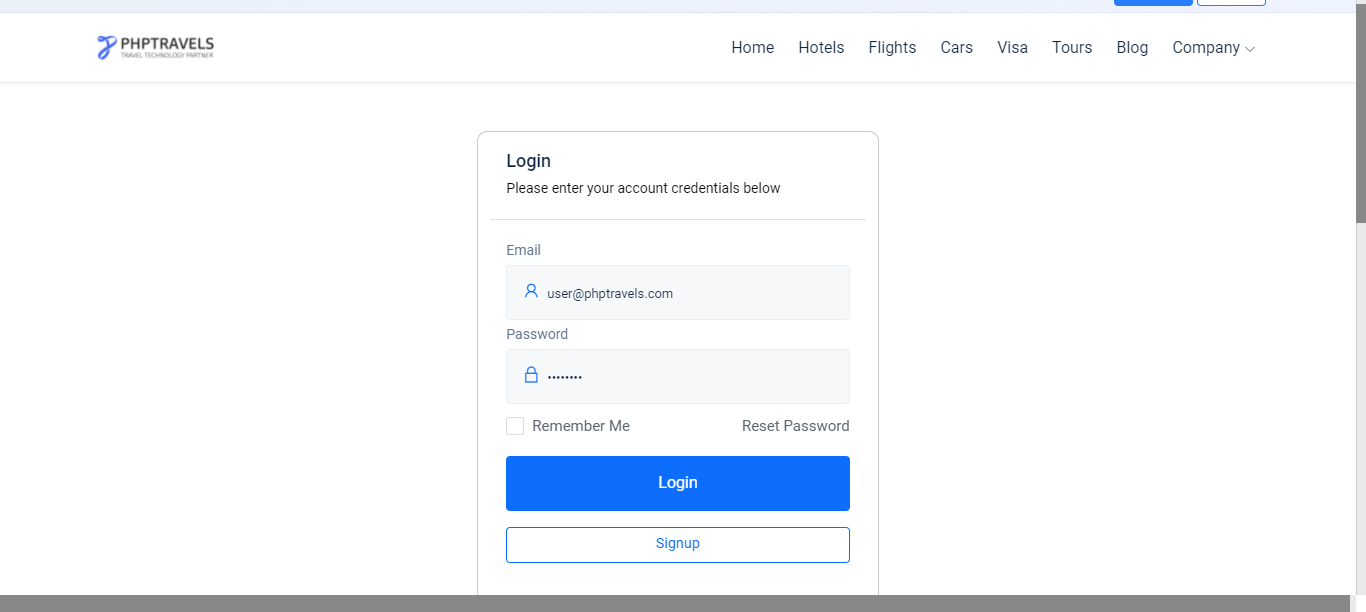 PHPTRAVELS
TRAVEL TECHNOLOGY PARTNER
Home Hotels Flights Cars Visa Tours Blog Company
Login
Please enter your account credentials below
Email
user@phptravels.com
Password
••••••••
Remember Me Reset Password
Login
Signup